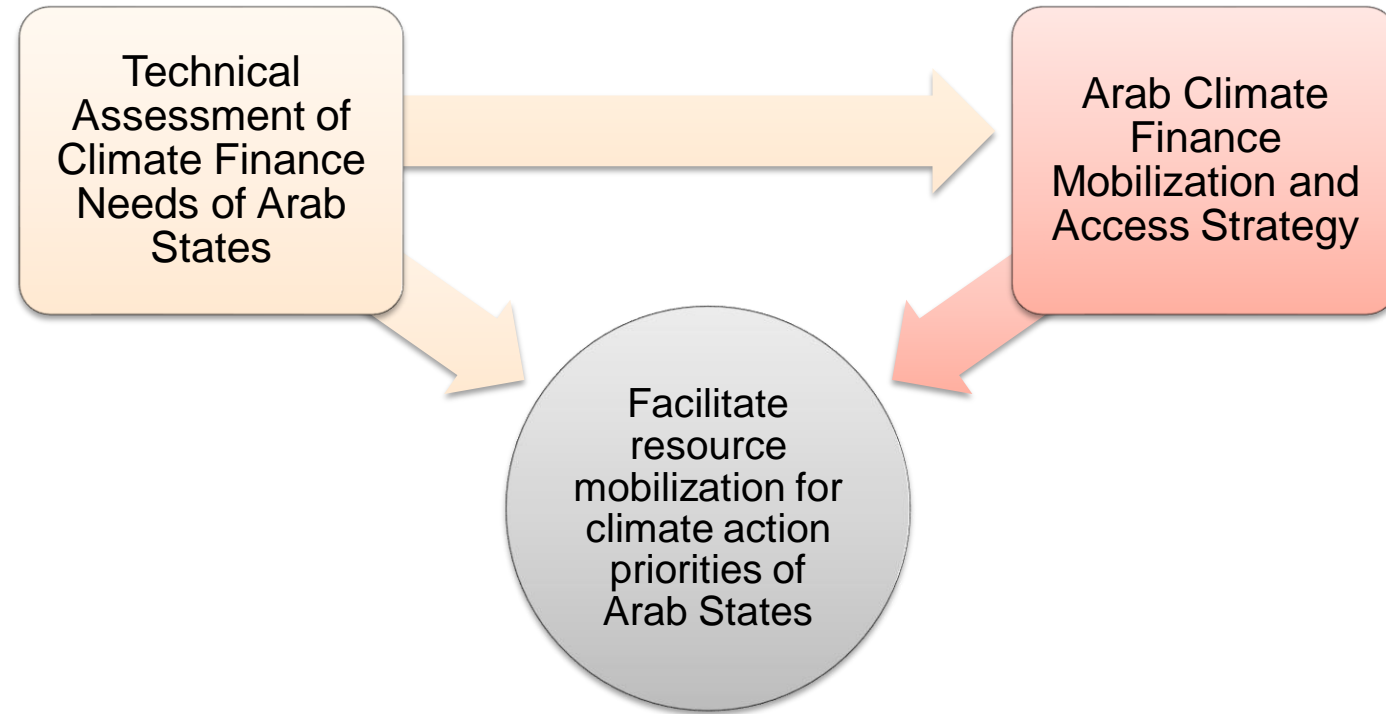 Technical
Assessment of
Climate Finance
Needs of Arab
States
Arab Climate
Finance
Mobilization and
Access Strategy
Facilitate
resource
mobilization for
climate action
priorities of
Arab States